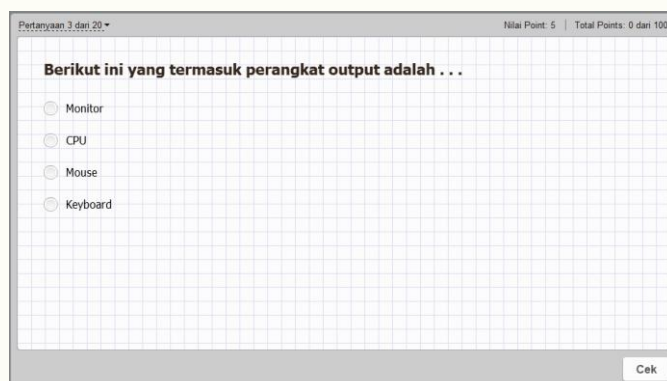 Pertanyaan 3 dari 20
Nilai Point: 5 | Total Points: 0 dari 100
Berikut ini yang termasuk perangkat output adalah . . .
Monitor
CPU
Mouse
Keyboard
Cek